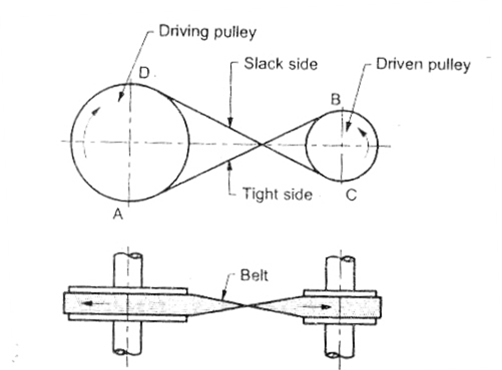 Driving pulley
D
Slack side
Driven pulley
B
A
Tight side
C
Belt